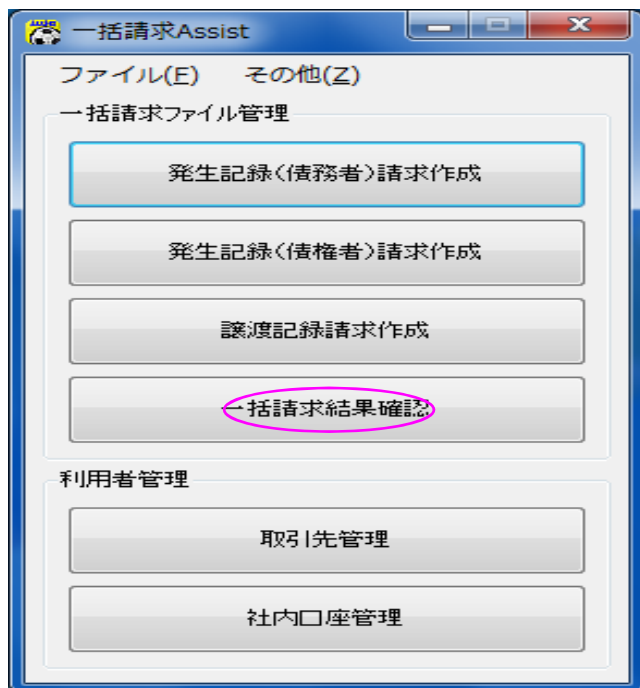 一括請求Assist
ファイル(F) その他(Z)
一括請求ファイル管理
発生記録(債務者)請求作成
発生記録(債権者)請求作成
譲渡記録請求作成
一括請求結果確認
利用者管理
取引先管理
社内口座管理